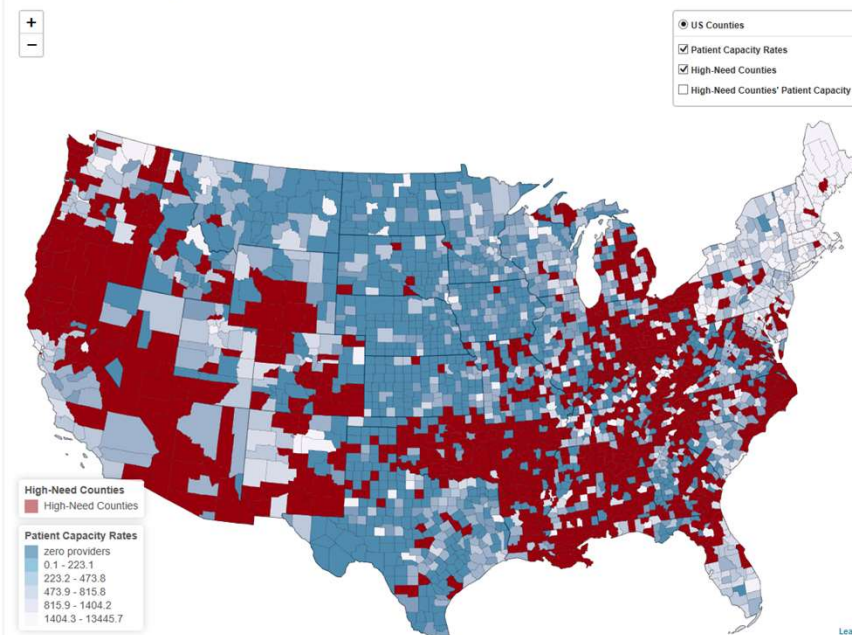 +
−
US Counties
Patient Capacity Rates
High-Need Counties
High-Need Counties' Patient Capacity
High-Need Counties
High-Need Counties
Patient Capacity Rates
zero providers
0.1 - 223.1
223.2 - 473.8
473.9 - 815.8
815.9 - 1404.2
1404.3 - 13445.7
Lea